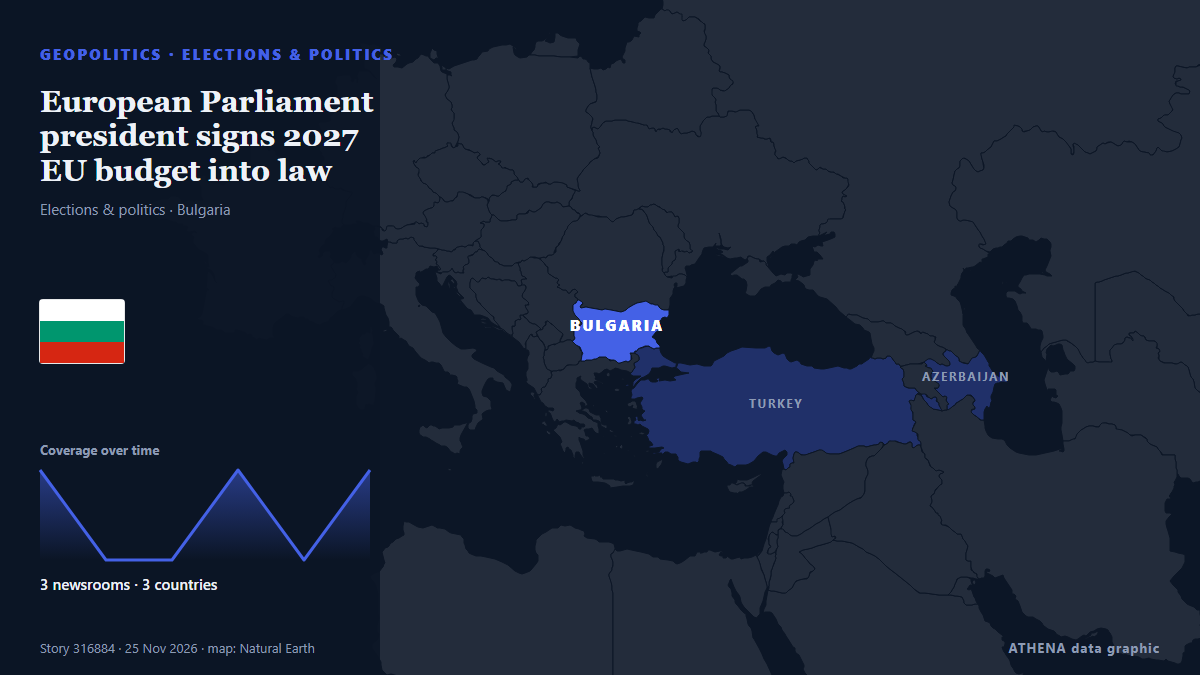 GEOPOLITICS · ELECTIONS & POLITICS
European Parliament
president signs 2027
EU budget into law
Elections & politics · Bulgaria
BULGARIA
AZERBAIJAN
TURKEY
Coverage over time
3 newsrooms · 3 countries
Story 316884 · 25 Nov 2026 · map: Natural Earth
ATHENA data graphic